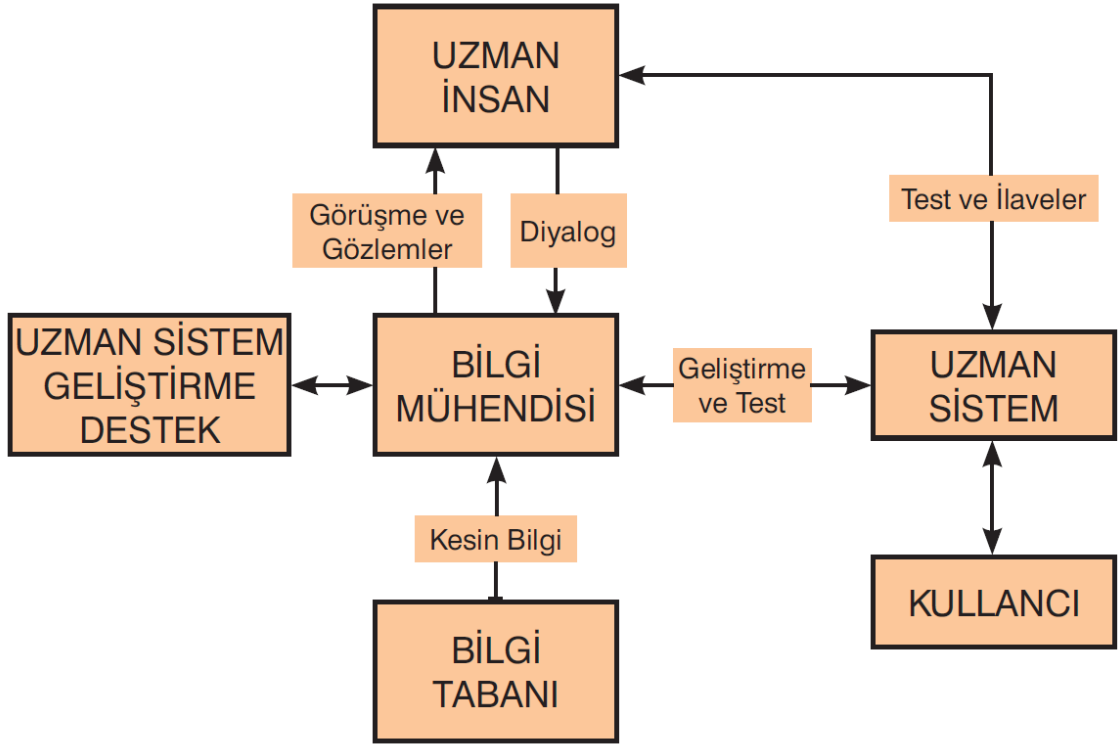 UZMAN
İNSAN
Görüşme ve
Gözlemler
Diyalog
Test ve İlaveler
UZMAN SİSTEM
GELİŞTİRME
DESTEK
BİLGİ
MÜHENDİSİ
Geliştirme
ve Test
UZMAN
SİSTEM
Kesin Bilgi
KULLANCI
BİLGİ
TABANI